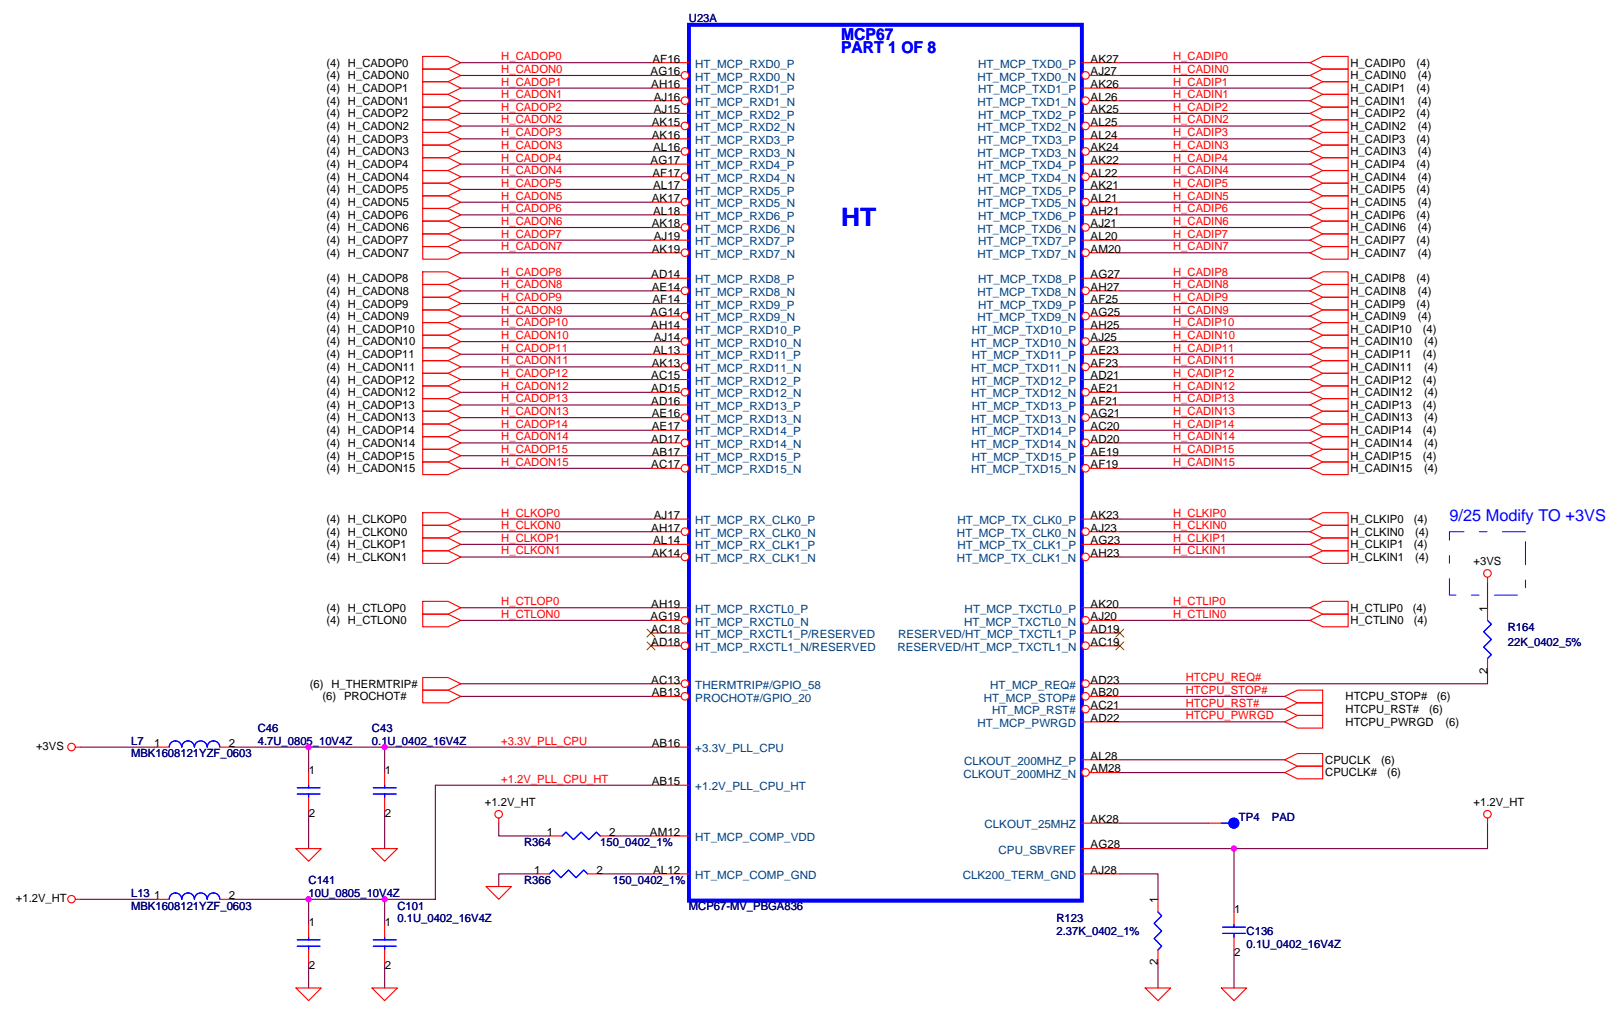 U23A
MCP67
PART 1 OF 8
HT
(4) H_CADOP0 H_CADOP0 AF16 HT_MCP_RXD0_P HT_MCP_TXD0_P AK27 H_CADIP0 H_CADIP0 (4)
(4) H_CADON0 H_CADON0 AG16 HT_MCP_RXD0_N HT_MCP_TXD0_N AJ27 H_CADIN0 H_CADIN0 (4)
(4) H_CADOP1 H_CADOP1 AH16 HT_MCP_RXD1_P HT_MCP_TXD1_P AK26 H_CADIP1 H_CADIP1 (4)
(4) H_CADON1 H_CADON1 AJ16 HT_MCP_RXD1_N HT_MCP_TXD1_N AL26 H_CADIN1 H_CADIN1 (4)
(4) H_CADOP2 H_CADOP2 AJ15 HT_MCP_RXD2_P HT_MCP_TXD2_P AK25 H_CADIP2 H_CADIP2 (4)
(4) H_CADON2 H_CADON2 AK15 HT_MCP_RXD2_N HT_MCP_TXD2_N AL25 H_CADIN2 H_CADIN2 (4)
(4) H_CADOP3 H_CADOP3 AK16 HT_MCP_RXD3_P HT_MCP_TXD3_P AL24 H_CADIP3 H_CADIP3 (4)
(4) H_CADON3 H_CADON3 AL16 HT_MCP_RXD3_N HT_MCP_TXD3_N AK24 H_CADIN3 H_CADIN3 (4)
(4) H_CADOP4 H_CADOP4 AG17 HT_MCP_RXD4_P HT_MCP_TXD4_P AK22 H_CADIP4 H_CADIP4 (4)
(4) H_CADON4 H_CADON4 AF17 HT_MCP_RXD4_N HT_MCP_TXD4_N AL22 H_CADIN4 H_CADIN4 (4)
(4) H_CADOP5 H_CADOP5 AL17 HT_MCP_RXD5_P HT_MCP_TXD5_P AK21 H_CADIP5 H_CADIP5 (4)
(4) H_CADON5 H_CADON5 AK17 HT_MCP_RXD5_N HT_MCP_TXD5_N AL21 H_CADIN5 H_CADIN5 (4)
(4) H_CADOP6 H_CADOP6 AL18 HT_MCP_RXD6_P HT_MCP_TXD6_P AH21 H_CADIP6 H_CADIP6 (4)
(4) H_CADON6 H_CADON6 AK18 HT_MCP_RXD6_N HT_MCP_TXD6_N AJ21 H_CADIN6 H_CADIN6 (4)
(4) H_CADOP7 H_CADOP7 AJ19 HT_MCP_RXD7_P HT_MCP_TXD7_P AL20 H_CADIP7 H_CADIP7 (4)
(4) H_CADON7 H_CADON7 AK19 HT_MCP_RXD7_N HT_MCP_TXD7_N AM20 H_CADIN7 H_CADIN7 (4)
(4) H_CADOP8 H_CADOP8 AD14 HT_MCP_RXD8_P HT_MCP_TXD8_P AG27 H_CADIP8 H_CADIP8 (4)
(4) H_CADON8 H_CADON8 AE14 HT_MCP_RXD8_N HT_MCP_TXD8_N AH27 H_CADIN8 H_CADIN8 (4)
(4) H_CADOP9 H_CADOP9 AF14 HT_MCP_RXD9_P HT_MCP_TXD9_P AF25 H_CADIP9 H_CADIP9 (4)
(4) H_CADON9 H_CADON9 AG14 HT_MCP_RXD9_N HT_MCP_TXD9_N AG25 H_CADIN9 H_CADIN9 (4)
(4) H_CADOP10 H_CADOP10 AH14 HT_MCP_RXD10_P HT_MCP_TXD10_P AH25 H_CADIP10 H_CADIP10 (4)
(4) H_CADON10 H_CADON10 AJ14 HT_MCP_RXD10_N HT_MCP_TXD10_N AJ25 H_CADIN10 H_CADIN10 (4)
(4) H_CADOP11 H_CADOP11 AL13 HT_MCP_RXD11_P HT_MCP_TXD11_P AE23 H_CADIP11 H_CADIP11 (4)
(4) H_CADON11 H_CADON11 AK13 HT_MCP_RXD11_N HT_MCP_TXD11_N AF23 H_CADIN11 H_CADIN11 (4)
(4) H_CADOP12 H_CADOP12 AC15 HT_MCP_RXD12_P HT_MCP_TXD12_P AD21 H_CADIP12 H_CADIP12 (4)
(4) H_CADON12 H_CADON12 AD15 HT_MCP_RXD12_N HT_MCP_TXD12_N AE21 H_CADIN12 H_CADIN12 (4)
(4) H_CADOP13 H_CADOP13 AD16 HT_MCP_RXD13_P HT_MCP_TXD13_P AF21 H_CADIP13 H_CADIP13 (4)
(4) H_CADON13 H_CADON13 AE16 HT_MCP_RXD13_N HT_MCP_TXD13_N AG21 H_CADIN13 H_CADIN13 (4)
(4) H_CADOP14 H_CADOP14 AE17 HT_MCP_RXD14_P HT_MCP_TXD14_P AC20 H_CADIP14 H_CADIP14 (4)
(4) H_CADON14 H_CADON14 AD17 HT_MCP_RXD14_N HT_MCP_TXD14_N AD20 H_CADIN14 H_CADIN14 (4)
(4) H_CADOP15 H_CADOP15 AB17 HT_MCP_RXD15_P HT_MCP_TXD15_P AE19 H_CADIP15 H_CADIP15 (4)
(4) H_CADON15 H_CADON15 AC17 HT_MCP_RXD15_N HT_MCP_TXD15_N AF19 H_CADIN15 H_CADIN15 (4)
9/25 Modify TO +3VS
(4) H_CLKOP0 H_CLKOP0 AJ17 HT_MCP_RX_CLK0_P HT_MCP_TX_CLK0_P AK23 H_CLKIP0 H_CLKIP0 (4)
(4) H_CLKON0 H_CLKON0 AH17 HT_MCP_RX_CLK0_N HT_MCP_TX_CLK0_N AJ23 H_CLKIN0 H_CLKIN0 (4)
(4) H_CLKOP1 H_CLKOP1 AL14 HT_MCP_RX_CLK1_P HT_MCP_TX_CLK1_P AG23 H_CLKIP1 H_CLKIP1 (4)
(4) H_CLKON1 H_CLKON1 AK14 HT_MCP_RX_CLK1_N HT_MCP_TX_CLK1_N AH23 H_CLKIN1 H_CLKIN1 (4)
+3VS
(4) H_CTLOP0 H_CTLOP0 AH19 HT_MCP_RXCTL0_P HT_MCP_TXCTL0_P AK20 H_CTLIP0 H_CTLIP0 (4) 1
(4) H_CTLON0 H_CTLON0 AG19 HT_MCP_RXCTL0_N HT_MCP_TXCTL0_N AJ20 H_CTLIN0 H_CTLIN0 (4)
AC18 HT_MCP_RXCTL1_P/RESERVED RESERVED/HT_MCP_TXCTL1_P AD19 R164
AD18 HT_MCP_RXCTL1_N/RESERVED RESERVED/HT_MCP_TXCTL1_N AC19 22K_0402_5%
2
(6) H_THERMTRIP# AC13 THERMTRIP#/GPIO_58 HT_MCP_REQ# AD23 HTCPU_REQ#
(6) PROCHOT# AB13 PROCHOT#/GPIO_20 HT_MCP_STOP# AB20 HTCPU_STOP# HTCPU_STOP# (6)
HT_MCP_RST# AC21 HTCPU_RST# HTCPU_RST# (6)
HT_MCP_PWRGD AD22 HTCPU_PWRGD HTCPU_PWRGD (6)
C46 C43
4.7U_0805_10V4Z 0.1U_0402_16V4Z
+3VS L7 1 2 +3.3V_PLL_CPU AB16 +3.3V_PLL_CPU
MBK1608121YZF_0603
CLKOUT_200MHZ_P AL28 CPUCLK (6)
CLKOUT_200MHZ_N AM28 CPUCLK# (6)
1 1
+1.2V_PLL_CPU_HT AB15 +1.2V_PLL_CPU_HT
+1.2V_HT +1.2V_HT
2 2
CLKOUT_25MHZ AK28 TP4 PAD
R364 1 2 150_0402_1% AM12 HT_MCP_COMP_VDD
CPU_SBVREF AG28
R366 1 2 150_0402_1% AL12 HT_MCP_COMP_GND CLK200_TERM_GND AJ28
C141
10U_0805_10V4Z
+1.2V_HT L13 1 2
MBK1608121YZF_0603
C101
0.1U_0402_16V4Z
MCP67-MV_PBGA836
1 1 1 1
R123
2.37K_0402_1%
C136
0.1U_0402_16V4Z
2 2 2 2